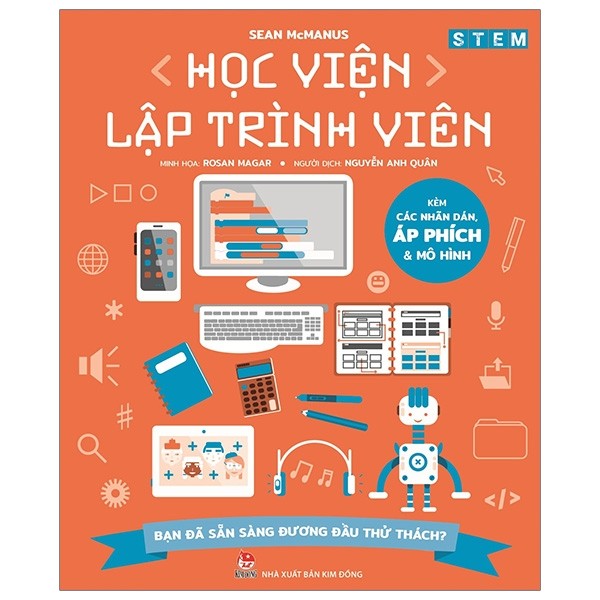 SEAN McMANUS
STEM
< HỌC VIỆN >
LẬP TRÌNH VIÊN
MINH HỌA: ROSAN MAGAR • NGƯỜI DỊCH: NGUYỄN ANH QUÂN
KÈM
CÁC NHÃN DÁN,
ÁP PHÍCH
& MÔ HÌNH
#
</>
BẠN ĐÃ SẴN SÀNG ĐƯƠNG ĐẦU THỬ THÁCH?
NHÀ XUẤT BẢN KIM ĐỒNG